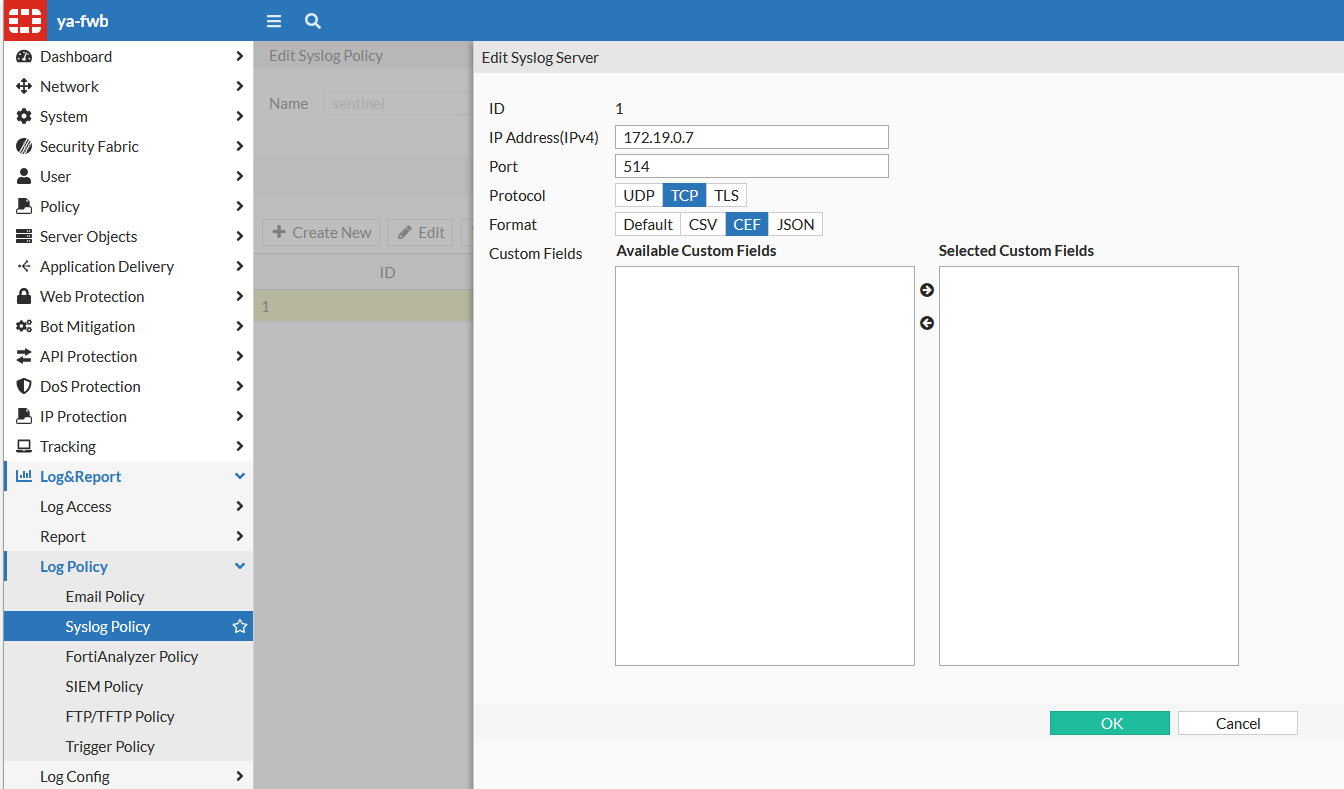 ya-fwb
Dashboard
Network
System
Security Fabric
User
Policy
Server Objects
Application Delivery
Web Protection
Bot Mitigation
API Protection
DoS Protection
IP Protection
Tracking
Log&Report
Log Access
Report
Log Policy
Email Policy
Syslog Policy
FortiAnalyzer Policy
SIEM Policy
FTP/TFTP Policy
Trigger Policy
Log Config
Edit Syslog Policy
Name sentinel
Create New Edit
ID
1
Edit Syslog Server
ID 1
IP Address(IPv4) 172.19.0.7
Port 514
Protocol UDP TCP TLS
Format Default CSV CEF JSON
Custom Fields Available Custom Fields Selected Custom Fields
OK Cancel